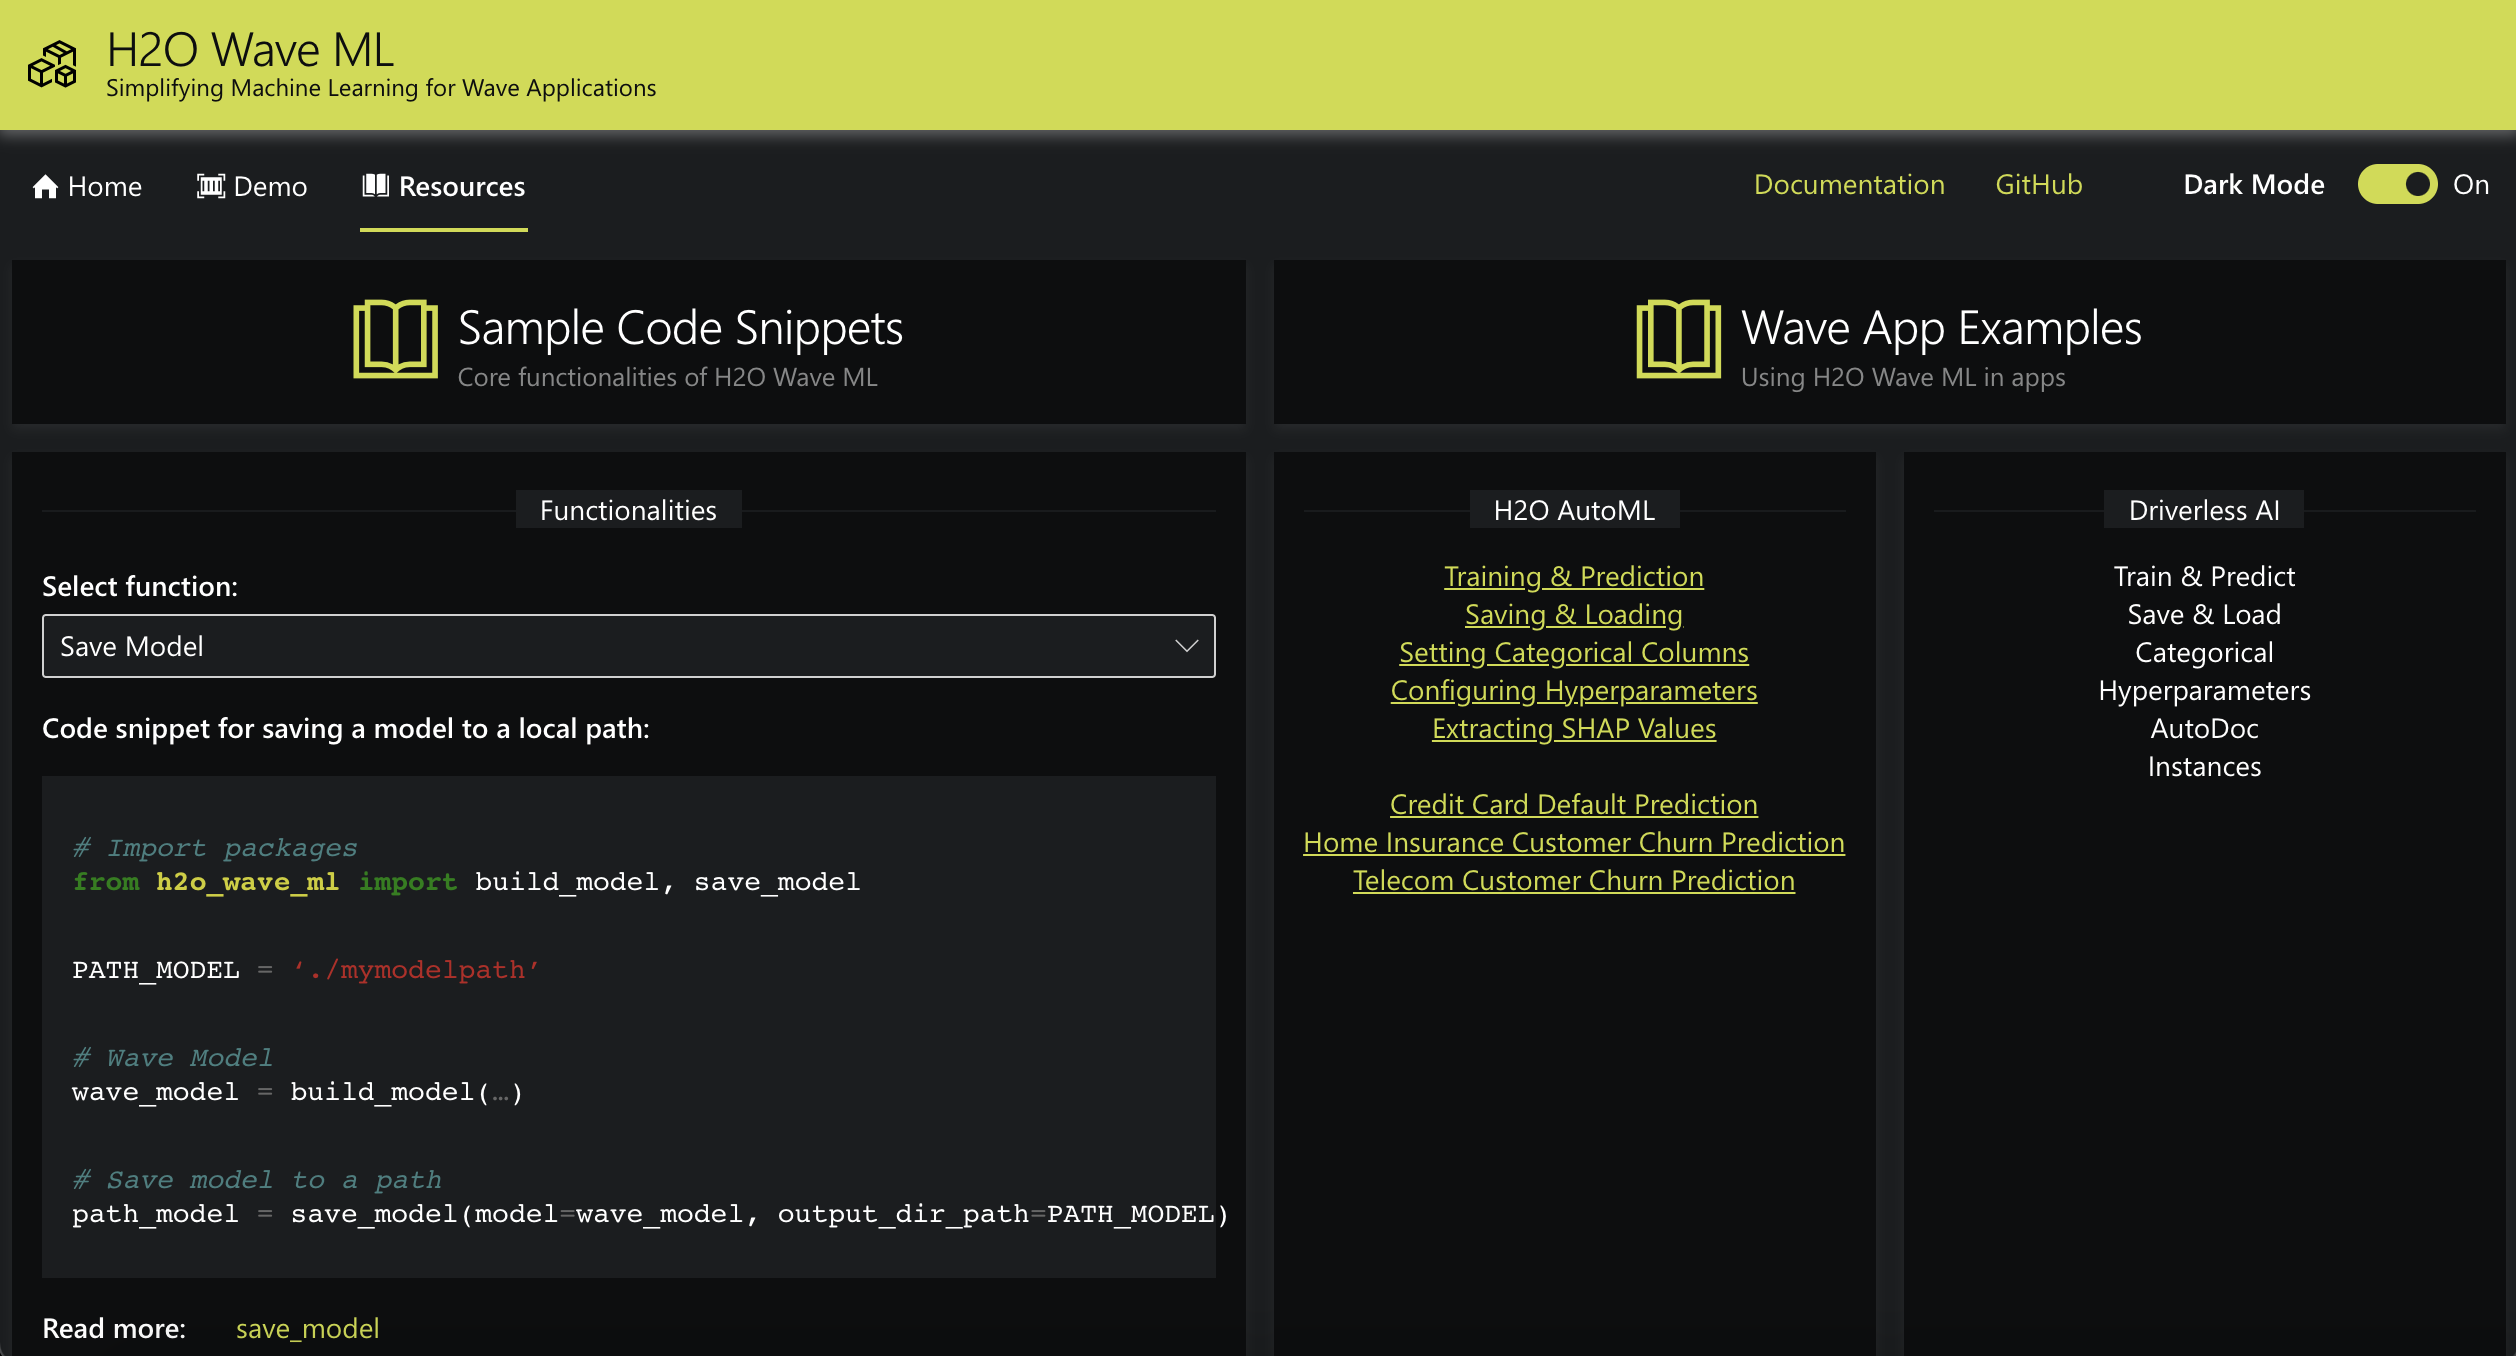 H2O Wave ML
Simplifying Machine Learning for Wave Applications
Home
Demo
Resources
Documentation
GitHub
Dark Mode
On
Sample Code Snippets
Core functionalities of H2O Wave ML
Wave App Examples
Using H2O Wave ML in apps
Functionalities
Select function:
Save Model
Code snippet for saving a model to a local path:
# Import packages
from h2o_wave_ml import build_model, save_model
PATH_MODEL = ‘./mymodelpath’
# Wave Model
wave_model = build_model(…)
# Save model to a path
path_model = save_model(model=wave_model, output_dir_path=PATH_MODEL)
Read more:
save_model
H2O AutoML
Training & Prediction
Saving & Loading
Setting Categorical Columns
Configuring Hyperparameters
Extracting SHAP Values
Credit Card Default Prediction
Home Insurance Customer Churn Prediction
Telecom Customer Churn Prediction
Driverless AI
Train & Predict
Save & Load
Categorical
Hyperparameters
AutoDoc
Instances